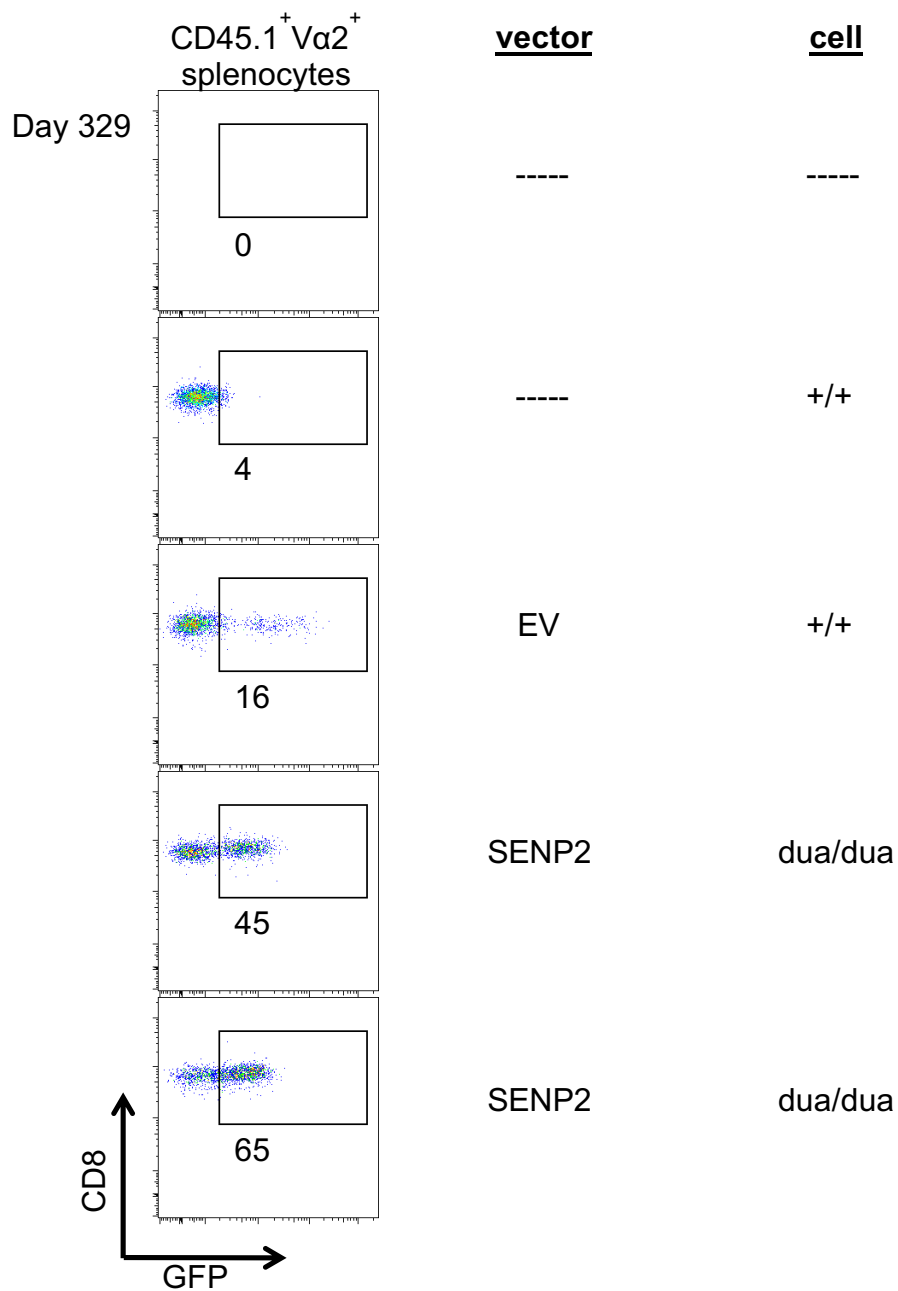 CD45.1+Vα2+ vector cell
splenocytes
Day 329
----- -----
0
----- +/+
4
EV +/+
16
SENP2 dua/dua
45
SENP2 dua/dua
65
CD8
GFP